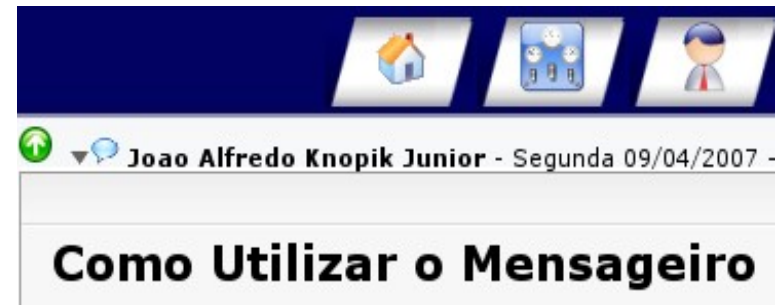 Joao Alfredo Knopik Junior - Segunda 09/04/2007 -
Como Utilizar o Mensageiro